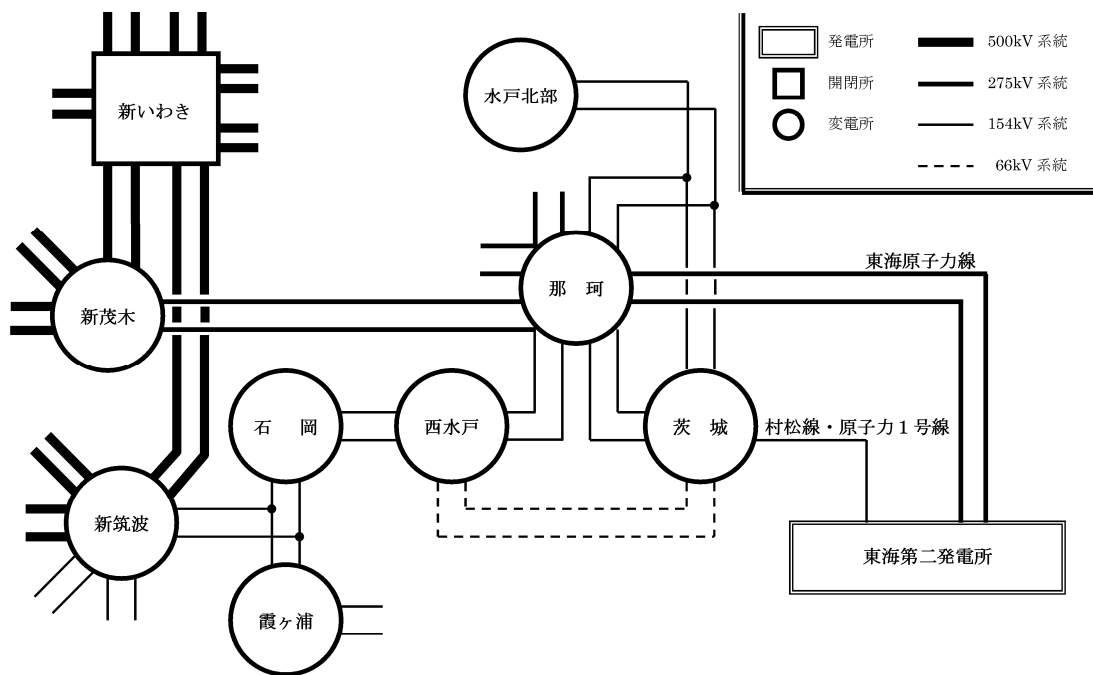 発電所
500kV 系統
開閉所
275kV 系統
変電所
154kV 系統
66kV 系統
新いわき
水戸北部
東海原子力線
那 珂
新茂木
石 岡
西水戸
茨 城
村松線・原子力1号線
新筑波
東海第二発電所
霞ヶ浦